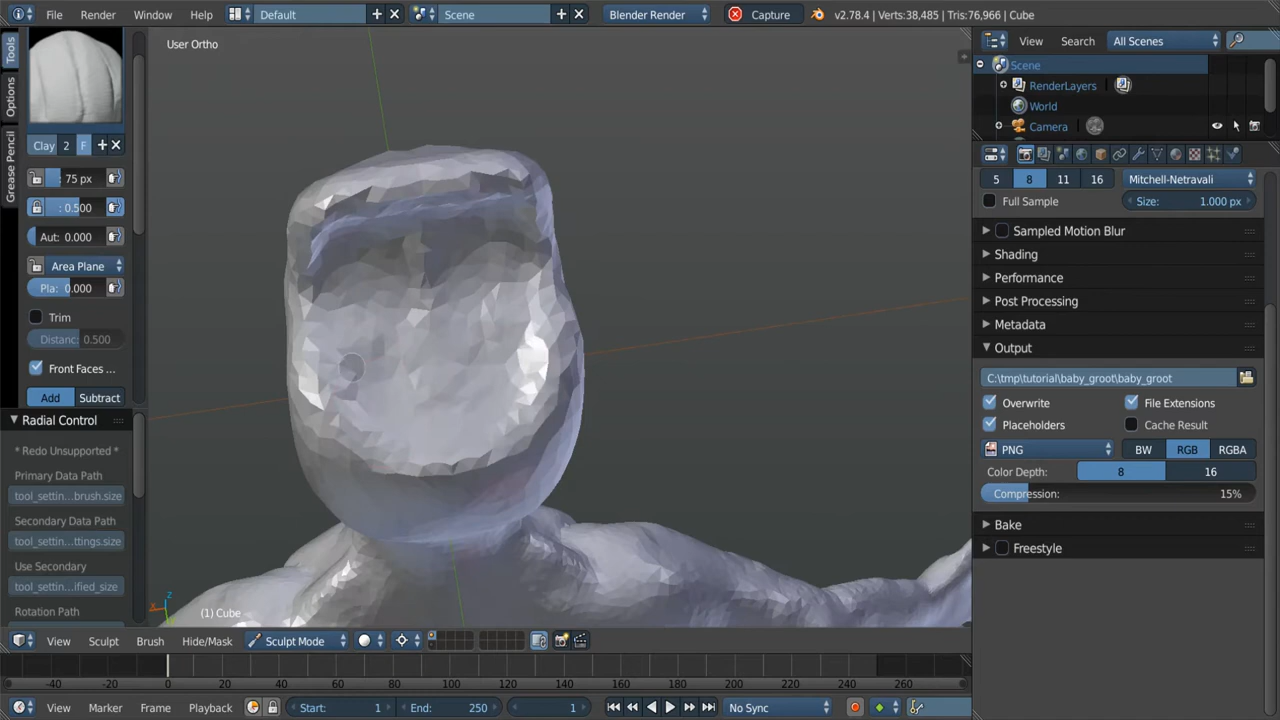 File Render Window Help Default Scene Blender Render Capture v2.78.4 | Verts:38,485 | Tris:76,966 | Cube
Tools
Options
Grease Pencil
Clay 2 F
: 75 px
: 0.500
Aut: 0.000
Area Plane
Pla: 0.000
Trim
Distanc: 0.500
Front Faces ...
Add Subtract
Radial Control
* Redo Unsupported *
Primary Data Path
tool_settin...brush.size
Secondary Data Path
tool_settin...ttings.size
Use Secondary
tool_settin...ified_size
Rotation Path
User Ortho
x z y
(1) Cube
View Sculpt Brush Hide/Mask Sculpt Mode
-40 -20 0 20 40 60 80 100 120 140 160 180 200 220 240 260
View Marker Frame Playback Start: 1 End: 250 1 No Sync
View Search All Scenes
Scene
RenderLayers
World
Camera
5 8 11 16 Mitchell-Netravali
Full Sample Size: 1.000 px
Sampled Motion Blur
Shading
Performance
Post Processing
Metadata
Output
C:\tmp\tutorial\baby_groot\baby_groot
Overwrite File Extensions
Placeholders Cache Result
PNG BW RGB RGBA
Color Depth: 8 16
Compression: 15%
Bake
Freestyle